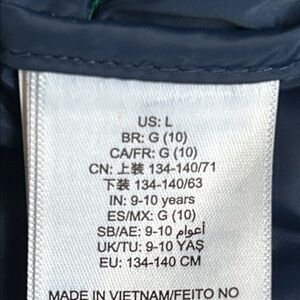 US: L
BR: G (10)
CA/FR: G (10)
CN: 上装 134-140/71
下装 134-140/63
IN: 9-10 years
ES/MX: G (10)
SB/AE: 9-10 أعوام
UK/TU: 9-10 YAŞ
EU: 134-140 CM
MADE IN VIETNAM/FEITO NO